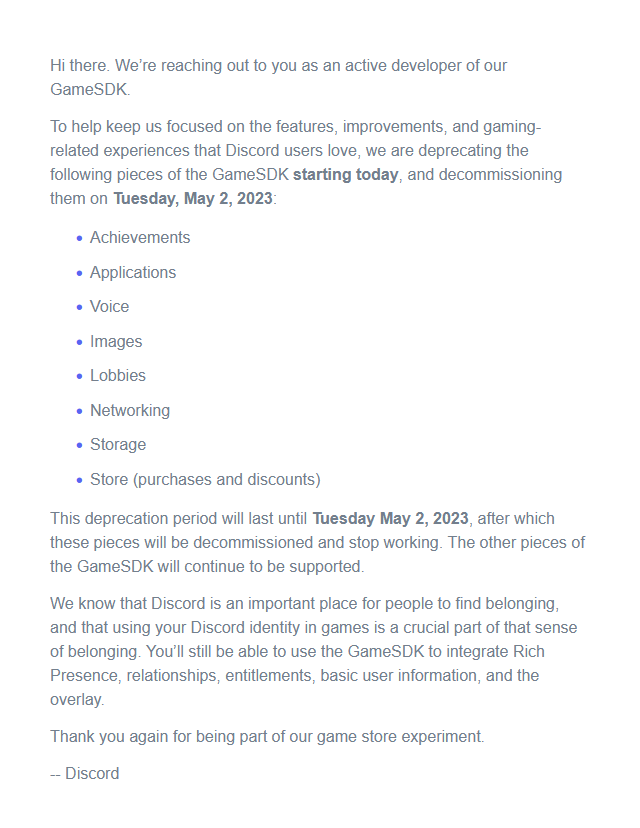 Hi there. We’re reaching out to you as an active developer of our
GameSDK.
To help keep us focused on the features, improvements, and gaming-
related experiences that Discord users love, we are deprecating the
following pieces of the GameSDK starting today, and decommissioning
them on Tuesday, May 2, 2023:
• Achievements
• Applications
• Voice
• Images
• Lobbies
• Networking
• Storage
• Store (purchases and discounts)
This deprecation period will last until Tuesday May 2, 2023, after which
these pieces will be decommissioned and stop working. The other pieces of
the GameSDK will continue to be supported.
We know that Discord is an important place for people to find belonging,
and that using your Discord identity in games is a crucial part of that sense
of belonging. You’ll still be able to use the GameSDK to integrate Rich
Presence, relationships, entitlements, basic user information, and the
overlay.
Thank you again for being part of our game store experiment.
-- Discord